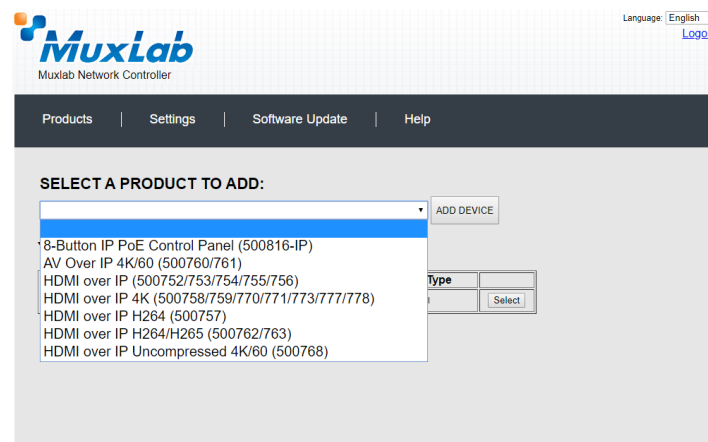 Language: English
Logo
MuxLab
Muxlab Network Controller
Products | Settings | Software Update | Help
SELECT A PRODUCT TO ADD:
ADD DEVICE
8-Button IP PoE Control Panel (500816-IP)
AV Over IP 4K/60 (500760/761)
HDMI over IP (500752/753/754/755/756)
Type
HDMI over IP 4K (500758/759/770/771/773/777/778)
Select
HDMI over IP H264 (500757)
HDMI over IP H264/H265 (500762/763)
HDMI over IP Uncompressed 4K/60 (500768)